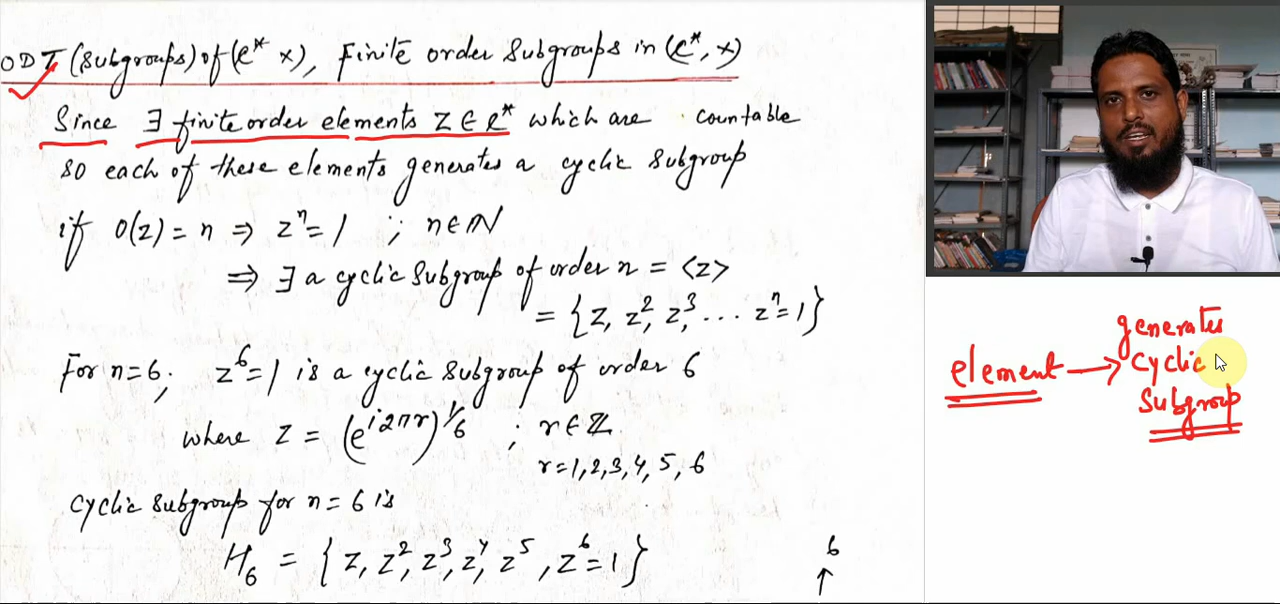 ODT (subgroups) of (C* ×), Finite order subgroups in (C*, ×)
Since ∃ finite order elements Z ∈ C* which are countable
so each of these elements generates a cyclic subgroup
if O(z) = n ⇒ zⁿ = 1 ; n ∈ ℕ
⇒ ∃ a cyclic subgroup of order n = <z>
= {z, z², z³, ... zⁿ = 1}
For n=6; z⁶ = 1 is a cyclic subgroup of order 6
where z = (e^{i2πr})^{1/6} ; r ∈ ℤ
r = 1, 2, 3, 4, 5, 6
cyclic subgroup for n = 6 is
H₆ = {z, z², z³, z⁴, z⁵, z⁶ = 1}
6
↑
element → generates
cyclic
subgroup